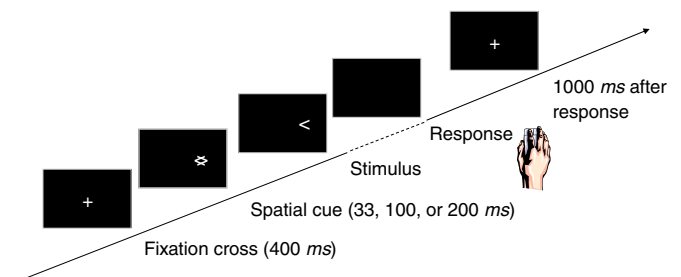 +
<
+
1000 ms after
response
Response
Stimulus
Spatial cue (33, 100, or 200 ms)
Fixation cross (400 ms)